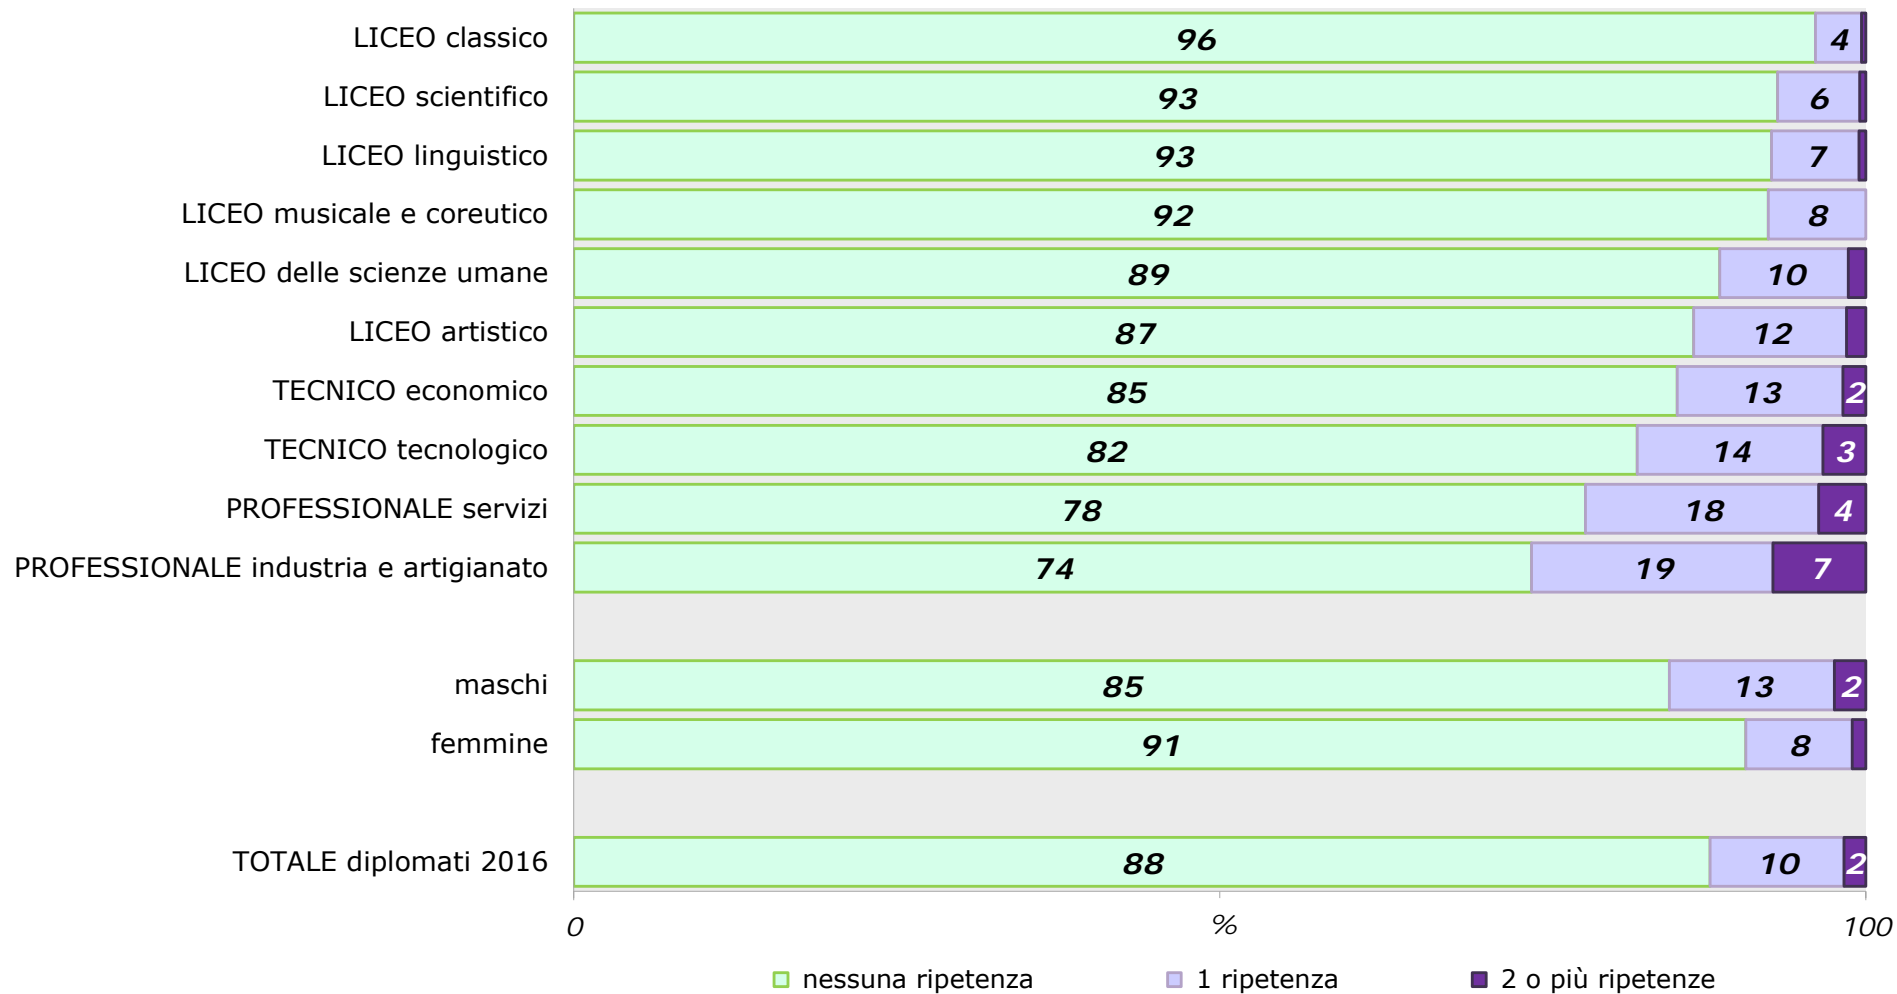 LICEO classico 96 4
LICEO scientifico 93 6
LICEO linguistico 93 7
LICEO musicale e coreutico 92 8
LICEO delle scienze umane 89 10
LICEO artistico 87 12
TECNICO economico 85 13 2
TECNICO tecnologico 82 14 3
PROFESSIONALE servizi 78 18 4
PROFESSIONALE industria e artigianato 74 19 7
maschi 85 13 2
femmine 91 8
TOTALE diplomati 2016 88 10 2
0 % 100
nessuna ripetenza 1 ripetenza 2 o più ripetenze